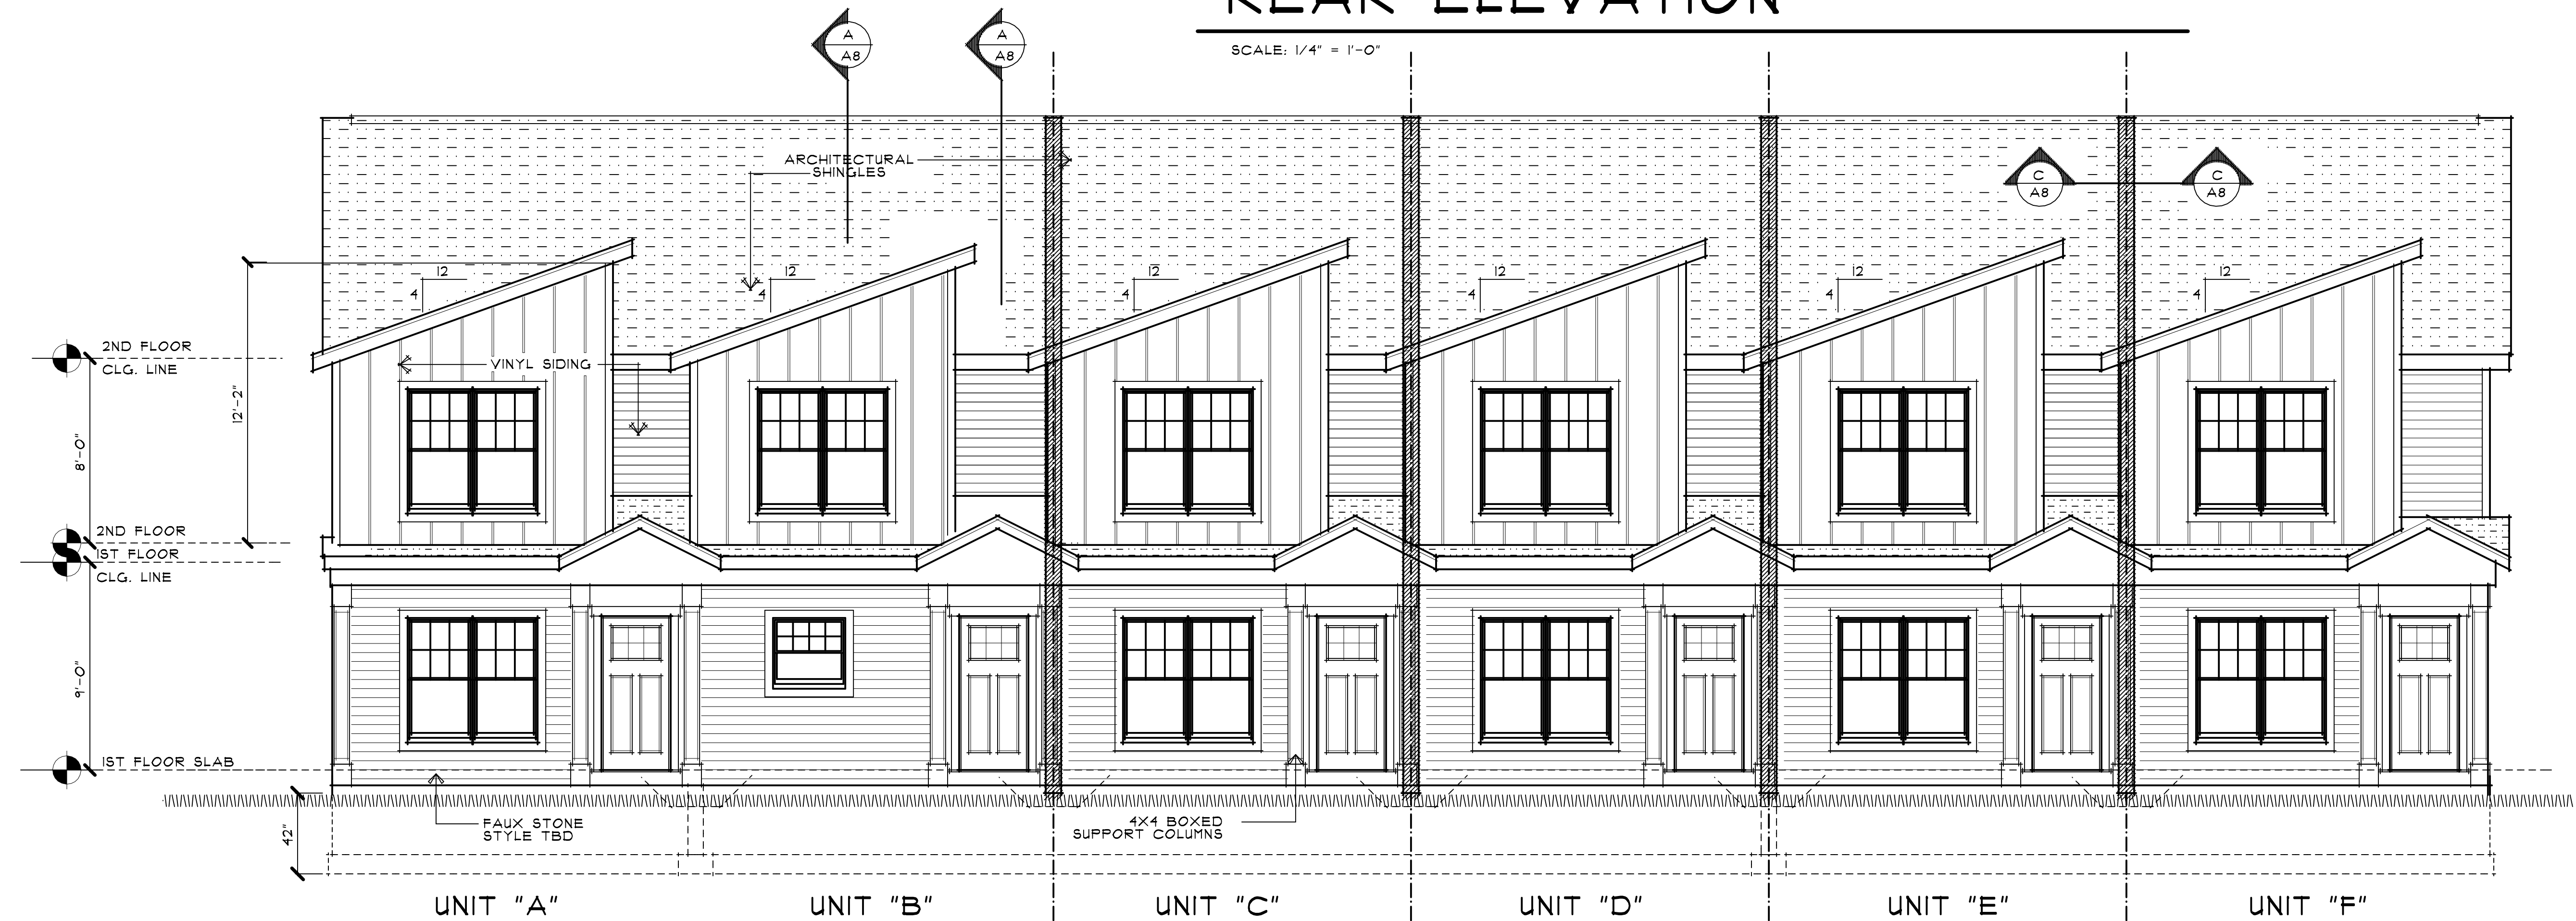 REAR ELEVATION
SCALE: 1/4" = 1'-0"
A
A8
A
A8
ARCHITECTURAL
SHINGLES
C
A8
C
A8
12
4
12
4
12
4
12
4
12
4
12
4
2ND FLOOR
CLG. LINE
VINYL SIDING
12'-2"
8'-0"
2ND FLOOR
1ST FLOOR
CLG. LINE
9'-0"
1ST FLOOR SLAB
42"
FAUX STONE
STYLE TBD
4X4 BOXED
SUPPORT COLUMNS
UNIT "A"
UNIT "B"
UNIT "C"
UNIT "D"
UNIT "E"
UNIT "F"